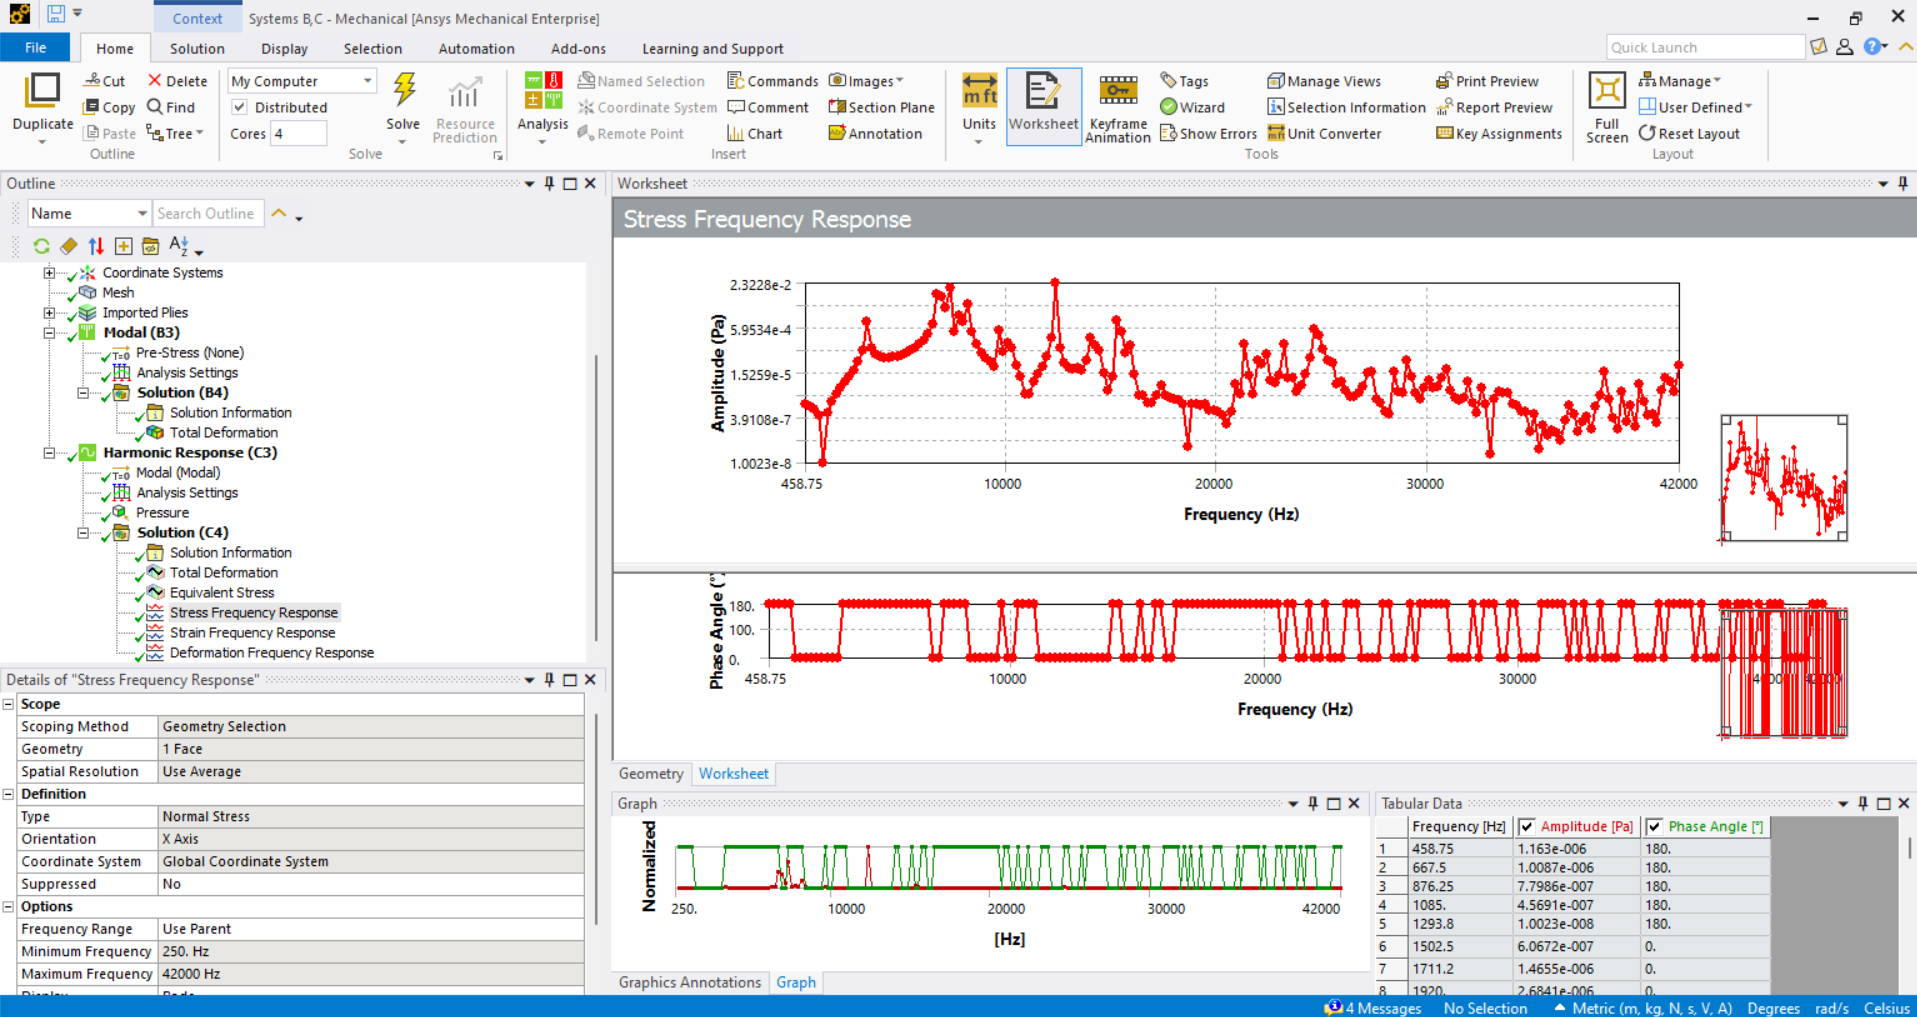 Context
Systems B,C - Mechanical [Ansys Mechanical Enterprise]
File Home Solution Display Selection Automation Add-ons Learning and Support
Quick Launch
Duplicate
Cut
Copy
Paste
Delete
Find
Tree
Outline
My Computer
Distributed
Cores 4
Solve
Resource Prediction
Solve
Analysis
Named Selection
Coordinate System
Remote Point
Commands
Comment
Chart
Images
Section Plane
Annotation
Insert
Units
Worksheet
Keyframe Animation
Tags
Wizard
Show Errors
Manage Views
Selection Information
Unit Converter
Print Preview
Report Preview
Key Assignments
Tools
Full Screen
Manage
User Defined
Reset Layout
Layout
Outline
Name Search Outline
Coordinate Systems
Mesh
Imported Plies
Modal (B3)
Pre-Stress (None)
Analysis Settings
Solution (B4)
Solution Information
Total Deformation
Harmonic Response (C3)
Modal (Modal)
Analysis Settings
Pressure
Solution (C4)
Solution Information
Total Deformation
Equivalent Stress
Stress Frequency Response
Strain Frequency Response
Deformation Frequency Response
Details of "Stress Frequency Response"
Scope
Scoping Method Geometry Selection
Geometry 1 Face
Spatial Resolution Use Average
Definition
Type Normal Stress
Orientation X Axis
Coordinate System Global Coordinate System
Suppressed No
Options
Frequency Range Use Parent
Minimum Frequency 250. Hz
Maximum Frequency 42000 Hz
Worksheet
Stress Frequency Response
Amplitude (Pa)
2.3228e-2
5.9534e-4
1.5259e-5
3.9108e-7
1.0023e-8
458.75 10000 20000 30000 42000
Frequency (Hz)
Phase Angle (°)
180.
100.
0.
458.75 10000 20000 30000
Frequency (Hz)
Geometry Worksheet
Graph
Normalized
250. 10000 20000 30000 42000
[Hz]
Graphics Annotations Graph
Tabular Data
Frequency [Hz] Amplitude [Pa] Phase Angle [°]
1 458.75 1.163e-006 180.
2 667.5 1.0087e-006 180.
3 876.25 7.7986e-007 180.
4 1085. 4.5691e-007 180.
5 1293.8 1.0023e-008 180.
6 1502.5 6.0672e-007 0.
7 1711.2 1.4655e-006 0.
8 1920. 2.6841e-006 0.
4 Messages No Selection Metric (m, kg, N, s, V, A) Degrees rad/s Celsius